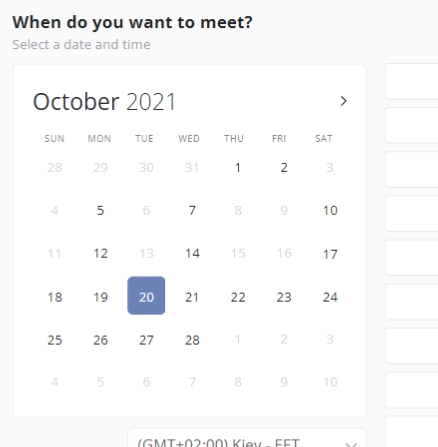 When do you want to meet?
Select a date and time
October 2021
SUN MON TUE WED THU FRI SAT
28 29 30 31 1 2 3
4 5 6 7 8 9 10
11 12 13 14 15 16 17
18 19 20 21 22 23 24
25 26 27 28 1 2 3
4 5 6 7 8 9 10
(GMT+02:00) Kiev - EET